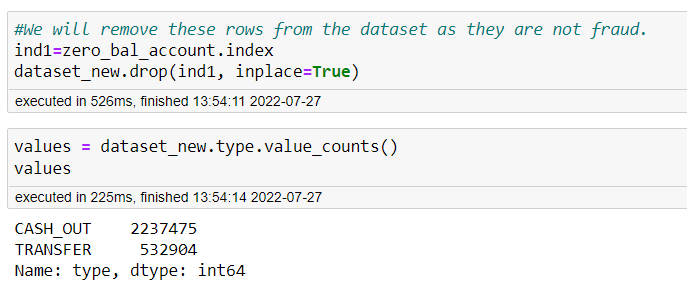 #We will remove these rows from the dataset as they are not fraud.
ind1=zero_bal_account.index
dataset_new.drop(ind1, inplace=True)
executed in 526ms, finished 13:54:11 2022-07-27
values = dataset_new.type.value_counts()
values
executed in 225ms, finished 13:54:14 2022-07-27
CASH_OUT    2237475
TRANSFER     532904
Name: type, dtype: int64